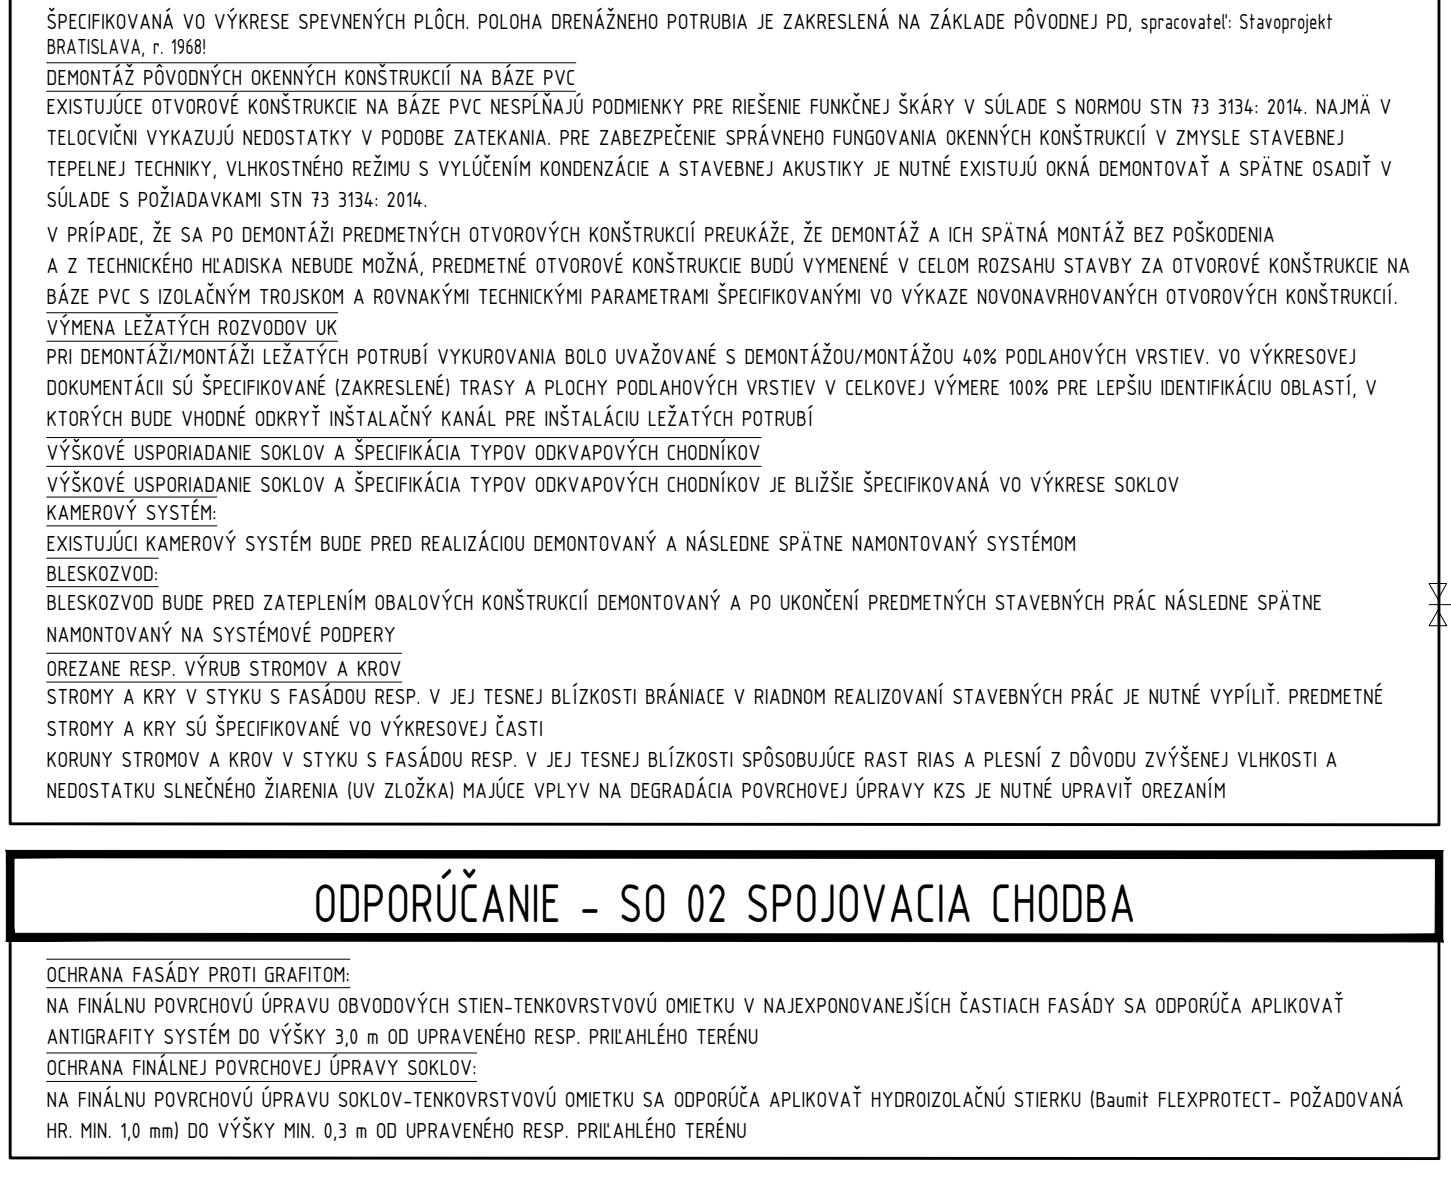 ŠPECIFIKOVANÁ VO VÝKRESE SPEVNENÝCH PLÔCH. POLOHA DRENÁŽNEHO POTRUBIA JE ZAKRESLENÁ NA ZÁKLADE PÔVODNEJ PD, spracovateľ: Stavoprojekt
BRATISLAVA, r. 1968!
DEMONTÁŽ PÔVODNÝCH OKENNÝCH KONŠTRUKCIÍ NA BÁZE PVC
EXISTUJÚCE OTVOROVÉ KONŠTRUKCIE NA BÁZE PVC NESPĹŇAJÚ PODMIENKY PRE RIEŠENIE FUNKČNEJ ŠKÁRY V SÚLADE S NORMOU STN 73 3134: 2014. NAJMÄ V
TELOCVIČNI VYKAZUJÚ NEDOSTATKY V PODOBE ZATEKANIA. PRE ZABEZPEČENIE SPRÁVNEHO FUNGOVANIA OKENNÝCH KONŠTRUKCIÍ V ZMYSLE STAVEBNEJ
TEPELNEJ TECHNIKY, VLHKOSTNÉHO REŽIMU S VYLÚČENÍM KONDENZÁCIE A STAVEBNEJ AKUSTIKY JE NUTNÉ EXISTUJÚ OKNÁ DEMONTOVAŤ A SPÄTNE OSADIŤ V
SÚLADE S POŽIADAVKAMI STN 73 3134: 2014.
V PRÍPADE, ŽE SA PO DEMONTÁŽI PREDMETNÝCH OTVOROVÝCH KONŠTRUKCIÍ PREUKÁŽE, ŽE DEMONTÁŽ A ICH SPÄTNÁ MONTÁŽ BEZ POŠKODENIA
A Z TECHNICKÉHO HĽADISKA NEBUDE MOŽNÁ, PREDMETNÉ OTVOROVÉ KONŠTRUKCIE BUDÚ VYMENENÉ V CELOM ROZSAHU STAVBY ZA OTVOROVÉ KONŠTRUKCIE NA
BÁZE PVC S IZOLAČNÝM TROJSKOM A ROVNAKÝMI TECHNICKÝMI PARAMETRAMI ŠPECIFIKOVANÝMI VO VÝKAZE NOVONAVRHOVANÝCH OTVOROVÝCH KONŠTRUKCIÍ.
VÝMENA LEŽATÝCH ROZVODOV UK
PRI DEMONTÁŽI/MONTÁŽI LEŽATÝCH POTRUBÍ VYKUROVANIA BOLO UVAŽOVANÉ S DEMONTÁŽOU/MONTÁŽOU 40% PODLAHOVÝCH VRSTIEV. VO VÝKRESOVEJ
DOKUMENTÁCII SÚ ŠPECIFIKOVANÉ (ZAKRESLENÉ) TRASY A PLOCHY PODLAHOVÝCH VRSTIEV V CELKOVEJ VÝMERE 100% PRE LEPŠIU IDENTIFIKÁCIU OBLASTÍ, V
KTORÝCH BUDE VHODNÉ ODKRYŤ INŠTALAČNÝ KANÁL PRE INŠTALÁCIU LEŽATÝCH POTRUBÍ
VÝŠKOVÉ USPORIADANIE SOKLOV A ŠPECIFIKÁCIA TYPOV ODKVAPOVÝCH CHODNÍKOV
VÝŠKOVÉ USPORIADANIE SOKLOV A ŠPECIFIKÁCIA TYPOV ODKVAPOVÝCH CHODNÍKOV JE BLIŽŠIE ŠPECIFIKOVANÁ VO VÝKRESE SOKLOV
KAMEROVÝ SYSTÉM:
EXISTUJÚCI KAMEROVÝ SYSTÉM BUDE PRED REALIZÁCIOU DEMONTOVANÝ A NÁSLEDNE SPÄTNE NAMONTOVANÝ SYSTÉMOM
BLESKOZVOD:
BLESKOZVOD BUDE PRED ZATEPLENÍM OBALOVÝCH KONŠTRUKCIÍ DEMONTOVANÝ A PO UKONČENÍ PREDMETNÝCH STAVEBNÝCH PRÁC NÁSLEDNE SPÄTNE
NAMONTOVANÝ NA SYSTÉMOVÉ PODPERY
OREZANE RESP. VÝRUB STROMOV A KROV
STROMY A KRY V STYKU S FASÁDOU RESP. V JEJ TESNEJ BLÍZKOSTI BRÁNIACE V RIADNOM REALIZOVANÍ STAVEBNÝCH PRÁC JE NUTNÉ VYPÍLIŤ. PREDMETNÉ
STROMY A KRY SÚ ŠPECIFIKOVANÉ VO VÝKRESOVEJ ČASTI
KORUNY STROMOV A KROV V STYKU S FASÁDOU RESP. V JEJ TESNEJ BLÍZKOSTI SPÔSOBUJÚCE RAST RIAS A PLESNÍ Z DÔVODU ZVÝŠENEJ VLHKOSTI A
NEDOSTATKU SLNEČNÉHO ŽIARENIA (UV ZLOŽKA) MAJÚCE VPLYV NA DEGRADÁCIA POVRCHOVEJ ÚPRAVY KZS JE NUTNÉ UPRAVIŤ OREZANÍM
ODPORÚČANIE - SO 02 SPOJOVACIA CHODBA
OCHRANA FASÁDY PROTI GRAFITOM:
NA FINÁLNU POVRCHOVÚ ÚPRAVU OBVODOVÝCH STIEN-TENKOVRSTVOVÚ OMIETKU V NAJEXPONOVANEJŠÍCH ČASTIACH FASÁDY SA ODPORÚČA APLIKOVAŤ
ANTIGRAFITY SYSTÉM DO VÝŠKY 3,0 m OD UPRAVENÉHO RESP. PRIĽAHLÉHO TERÉNU
OCHRANA FINÁLNEJ POVRCHOVEJ ÚPRAVY SOKLOV:
NA FINÁLNU POVRCHOVÚ ÚPRAVU SOKLOV-TENKOVRSTVOVÚ OMIETKU SA ODPORÚČA APLIKOVAŤ HYDROIZOLAČNÚ STIERKU (Baumit FLEXPROTECT- POŽADOVANÁ
HR. MIN. 1,0 mm) DO VÝŠKY MIN. 0,3 m OD UPRAVENÉHO RESP. PRIĽAHLÉHO TERÉNU